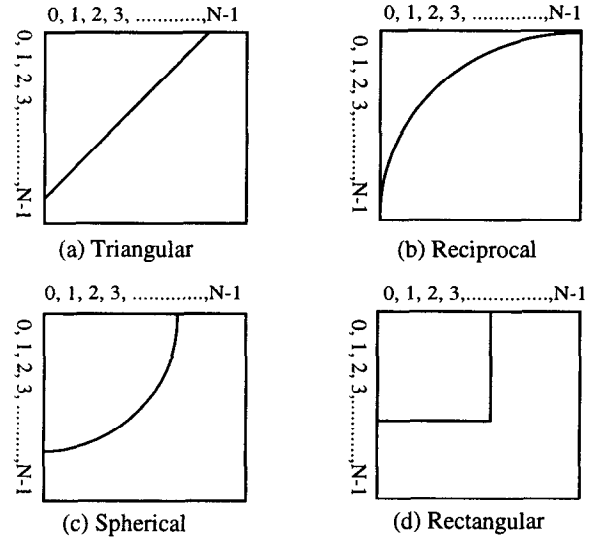 0, 1, 2, 3, ..............,N-1
0, 1, 2, 3, ..............,N-1
0, 1, 2, 3,..............,N-1
0, 1, 2, 3,..............,N-1
(a) Triangular
(b) Reciprocal
0, 1, 2, 3, ..............,N-1
0, 1, 2, 3,................,N-1
0, 1, 2, 3, ..............,N-1
0, 1, 2, 3,..............,N-1
(c) Spherical
(d) Rectangular